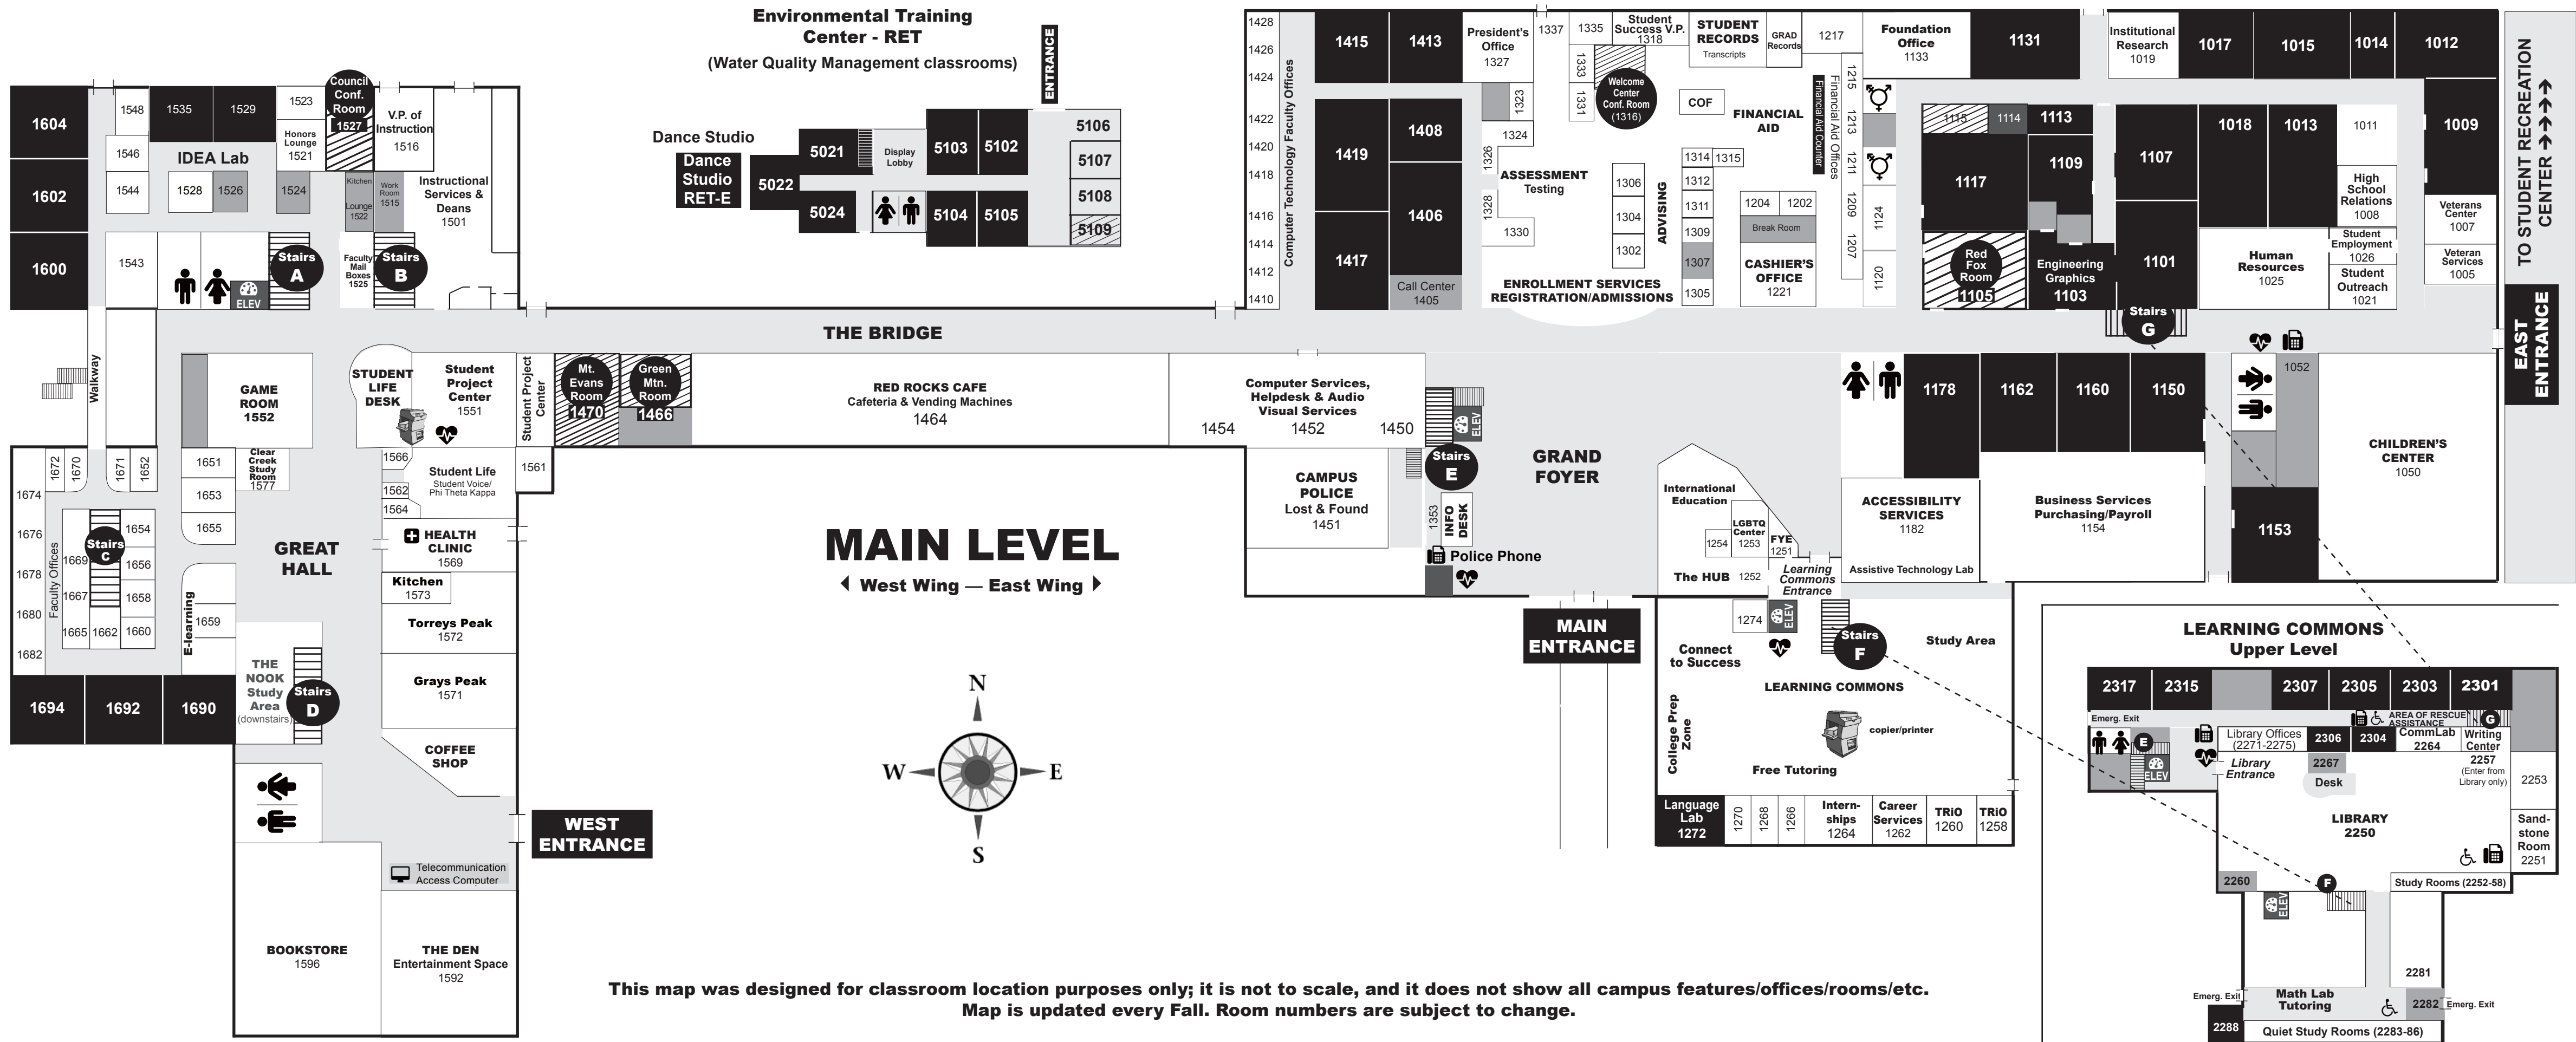 Environmental Training
Center - RET
(Water Quality Management classrooms)
ENTRANCE
Dance Studio
Dance
Studio
RET-E
5022
5021
5024
Display
Lobby
5103
5102
5104
5105
5106
5107
5108
5109
1604
1602
1600
1548
1546
1544
1543
1535
1529
IDEA Lab
1528
1526
1524
1523
Honors
Lounge
1521
Council
Conf.
Room
1527
V.P. of
Instruction
1516
Kitchen
Lounge
1522
Work
Room
1515
Instructional
Services &
Deans
1501
ELEV
Stairs
A
Faculty
Mail
Boxes
1525
Stairs
B
Walkway
THE BRIDGE
GAME
ROOM
1552
STUDENT
LIFE
DESK
Student
Project
Center
1551
Student Project
Center
Mt.
Evans
Room
1470
Green
Mtn.
Room
1466
RED ROCKS CAFE
Cafeteria & Vending Machines
1464
Computer Services,
Helpdesk & Audio
Visual Services
1454
1452
1450
1672
1670
1671
1652
1674
1676
1678
1680
1682
Faculty Offices
Stairs
C
1669
1667
1665
1662
1654
1656
1658
1660
1651
1653
1655
Clear
Creek
Study
Room
1577
E-learning
1659
1694
1692
1690
GREAT
HALL
THE
NOOK
Study
Area
(downstairs)
Stairs
D
1566
1562
1564
Student Life
Student Voice/
Phi Theta Kappa
1561
HEALTH
CLINIC
1569
Kitchen
1573
Torreys Peak
1572
Grays Peak
1571
COFFEE
SHOP
WEST
ENTRANCE
Telecommunication
Access Computer
BOOKSTORE
1596
THE DEN
Entertainment Space
1592
MAIN LEVEL
West Wing — East Wing
N
W
E
S
1428
1426
1424
1422
1420
1418
1416
1414
1412
1410
Computer Technology Faculty Offices
1415
1413
1419
1408
1417
1406
Call Center
1405
President's
Office
1327
1337
1335
1333
1331
1323
1324
1326
1328
1330
Student
Success V.P.
1318
Welcome
Center
Conf. Room
(1316)
STUDENT
RECORDS
Transcripts
GRAD
Records
1217
COF
FINANCIAL
AID
Financial Aid Counter
Financial Aid Offices
1215
1213
1211
1209
1207
1124
1120
ASSESSMENT
Testing
1306
1304
1302
ADVISING
1314
1315
1312
1311
1309
1307
1305
1204
1202
Break Room
CASHIER'S
OFFICE
1221
ENROLLMENT SERVICES
REGISTRATION/ADMISSIONS
Foundation
Office
1133
1131
Institutional
Research
1019
1017
1015
1014
1012
1115
1114
1113
1117
1109
Red
Fox
Room
1105
Engineering
Graphics
1103
1107
1101
1018
1013
1011
High
School
Relations
1008
Student
Employment
1026
Student
Outreach
1021
Human
Resources
1025
1009
Veterans
Center
1007
Veteran
Services
1005
TO STUDENT RECREATION
CENTER
EAST
ENTRANCE
Stairs
G
CAMPUS
POLICE
Lost & Found
1451
ELEV
Stairs
E
1353
INFO
DESK
Police Phone
GRAND
FOYER
MAIN
ENTRANCE
1178
1162
1160
1150
1052
CHILDREN'S
CENTER
1050
1153
International
Education
LGBTQ
Center
1253
1254
FYE
1251
The HUB
1252
Learning
Commons
Entrance
ACCESSIBILITY
SERVICES
1182
Assistive Technology Lab
Business Services
Purchasing/Payroll
1154
1274
ELEV
Stairs
F
Study Area
Connect
to Success
LEARNING COMMONS
College Prep
Zone
copier/printer
Free Tutoring
Language
Lab
1272
1270
1268
1266
Intern-
ships
1264
Career
Services
1262
TRiO
1260
TRiO
1258
LEARNING COMMONS
Upper Level
2317
2315
2307
2305
2303
2301
Emerg. Exit
AREA OF RESCUE
ASSISTANCE
G
E
ELEV
Library Offices
(2271-2275)
2306
2304
CommLab
2264
Writing
Center
2257
(Enter from
Library only)
Library
Entrance
2267
Desk
2253
LIBRARY
2250
Sand-
stone
Room
2251
2260
F
Study Rooms (2252-58)
ELEV
2281
Emerg. Exit
Math Lab
Tutoring
2282
Emerg. Exit
2288
Quiet Study Rooms (2283-86)
This map was designed for classroom location purposes only; it is not to scale, and it does not show all campus features/offices/rooms/etc.
Map is updated every Fall. Room numbers are subject to change.